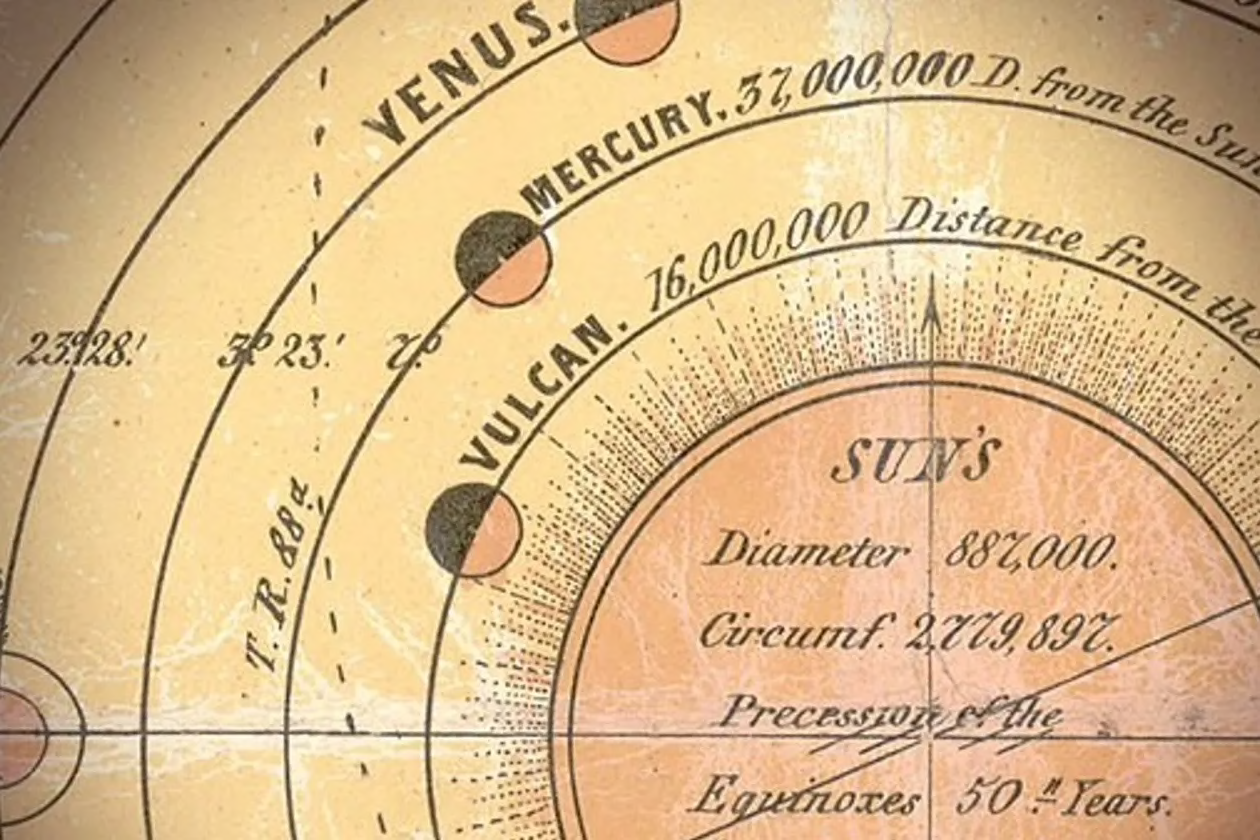 VENUS.
MERCURY. 37,000,000 D. from the Sun
VULCAN. 16,000,000 Distance from the
23°28.' 3° 23.' 7°
T. R. 88d
SUN'S
Diameter 887,000.
Circumf. 2,779,897.
Precession of the
Equinoxes 50 " Years.